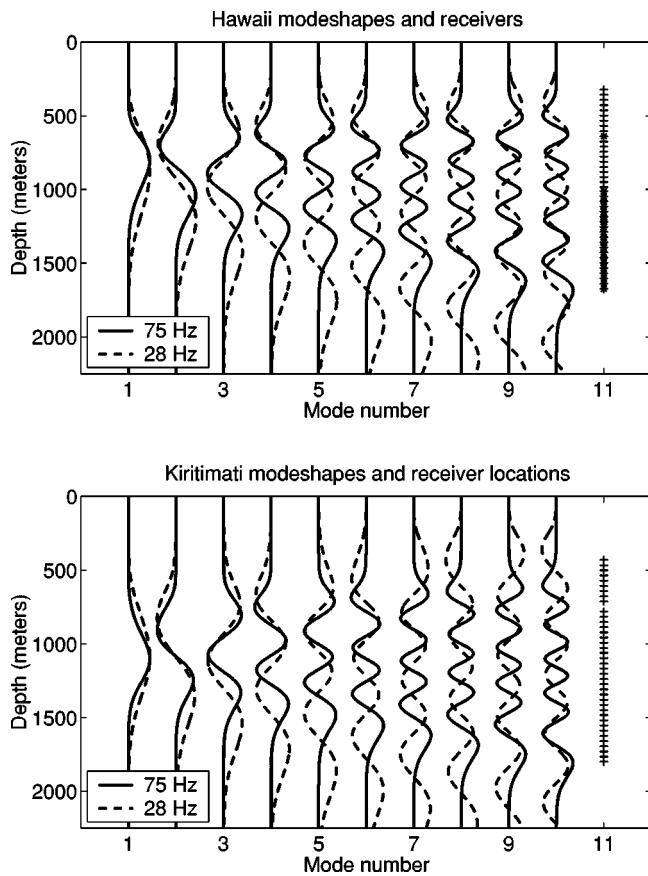 Hawaii modeshapes and receivers
0
500
1000
1500
2000
Depth (meters)
75 Hz
28 Hz
1 3 5 7 9 11
Mode number
Kiritimati modeshapes and receiver locations
0
500
1000
1500
2000
Depth (meters)
75 Hz
28 Hz
1 3 5 7 9 11
Mode number